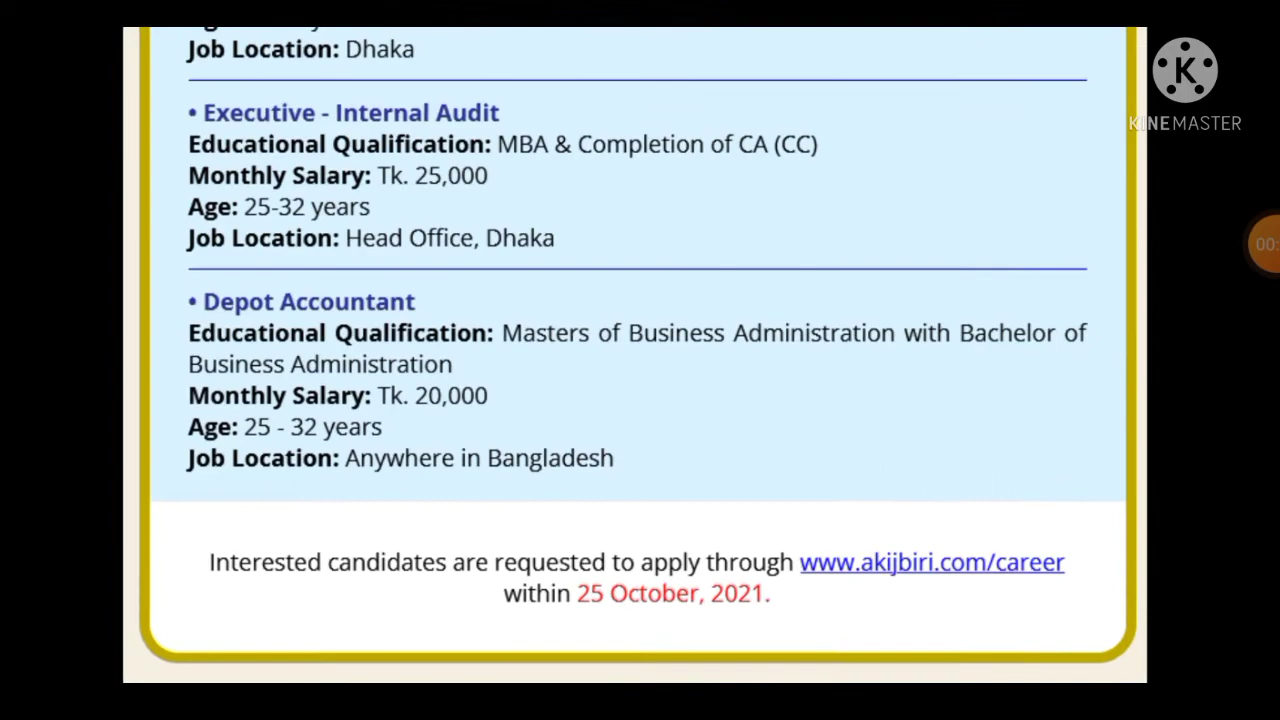 Job Location: Dhaka
• Executive - Internal Audit
Educational Qualification: MBA & Completion of CA (CC)
Monthly Salary: Tk. 25,000
Age: 25-32 years
Job Location: Head Office, Dhaka
• Depot Accountant
Educational Qualification: Masters of Business Administration with Bachelor of
Business Administration
Monthly Salary: Tk. 20,000
Age: 25 - 32 years
Job Location: Anywhere in Bangladesh
Interested candidates are requested to apply through www.akijbiri.com/career
within 25 October, 2021.
K
KINEMASTER
00: